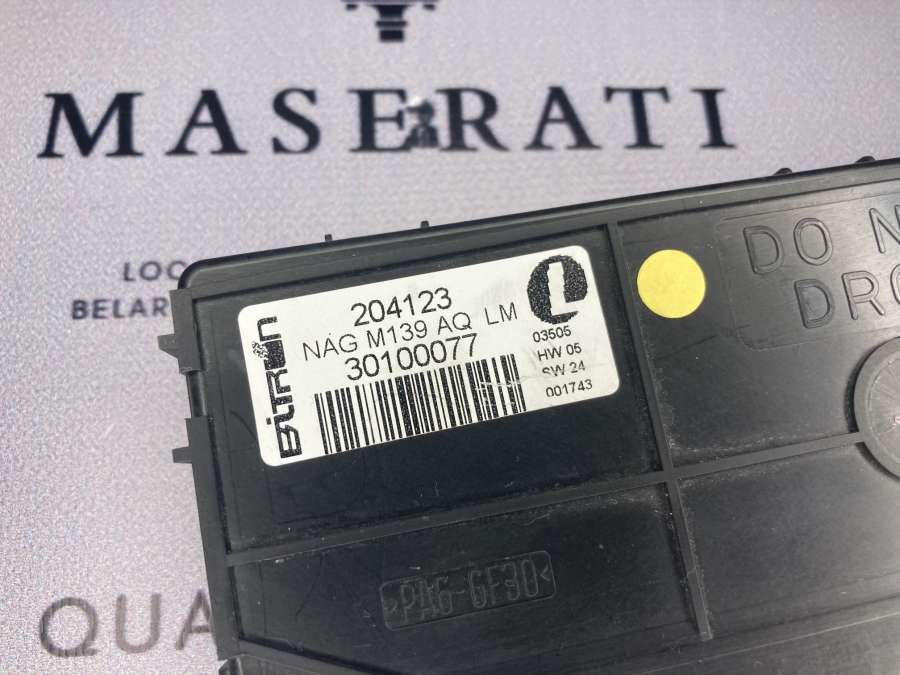 MASERATI
LOC
BELAR
DO N
DRO
BITRON
204123
NAG M139 AQ LM
30100077
03505
HW 05
SW 24
001743
>PA6-GF30<
QUA